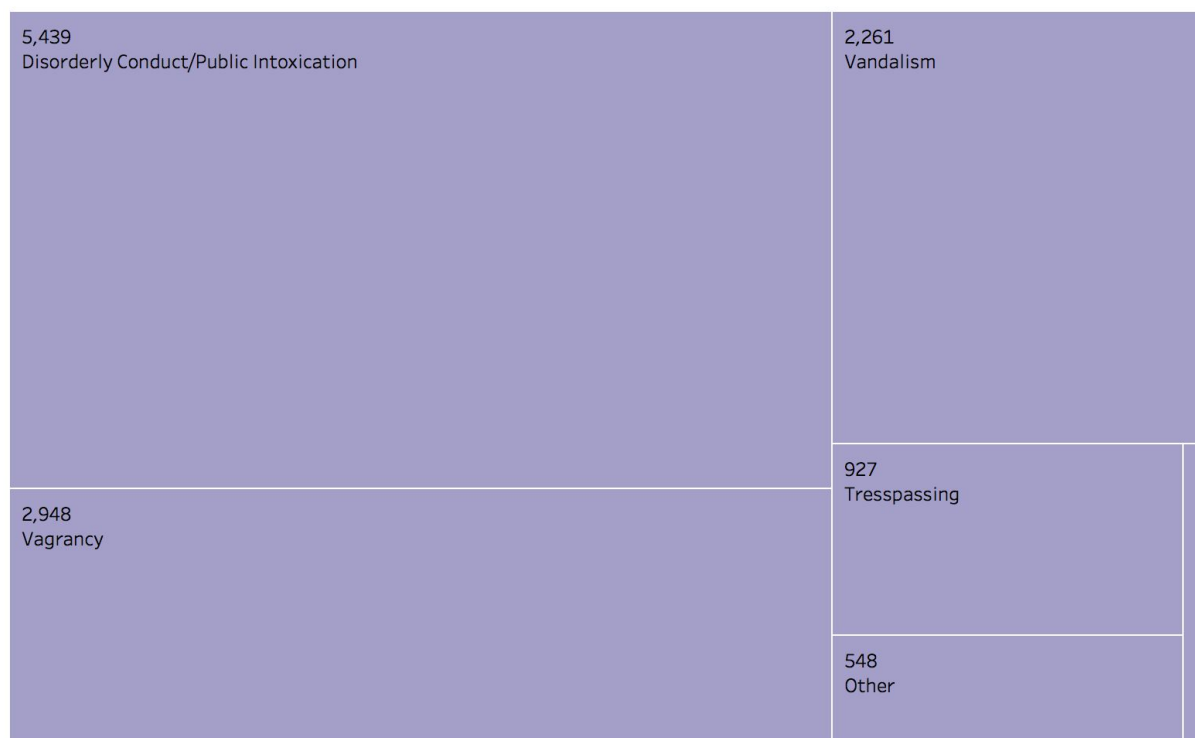 5,439
Disorderly Conduct/Public Intoxication
2,261
Vandalism
2,948
Vagrancy
927
Tresspassing
548
Other